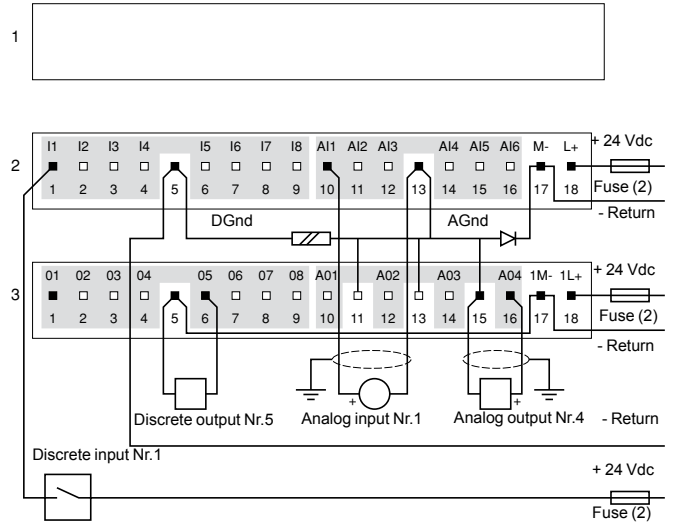 1
I1 I2 I3 I4 I5 I6 I7 I8 AI1 AI2 AI3 AI4 AI5 AI6 M- L+ + 24 Vdc
2
1 2 3 4 5 6 7 8 9 10 11 12 13 14 15 16 17 18 Fuse (2)
DGnd AGnd - Return
01 02 03 04 05 06 07 08 A01 A02 A03 A04 1M- 1L+ + 24 Vdc
3
1 2 3 4 5 6 7 8 9 10 11 12 13 14 15 16 17 18 Fuse (2)
- Return
+ +
Discrete output Nr.5 Analog input Nr.1 Analog output Nr.4 - Return
Discrete input Nr.1
+ 24 Vdc
Fuse (2)